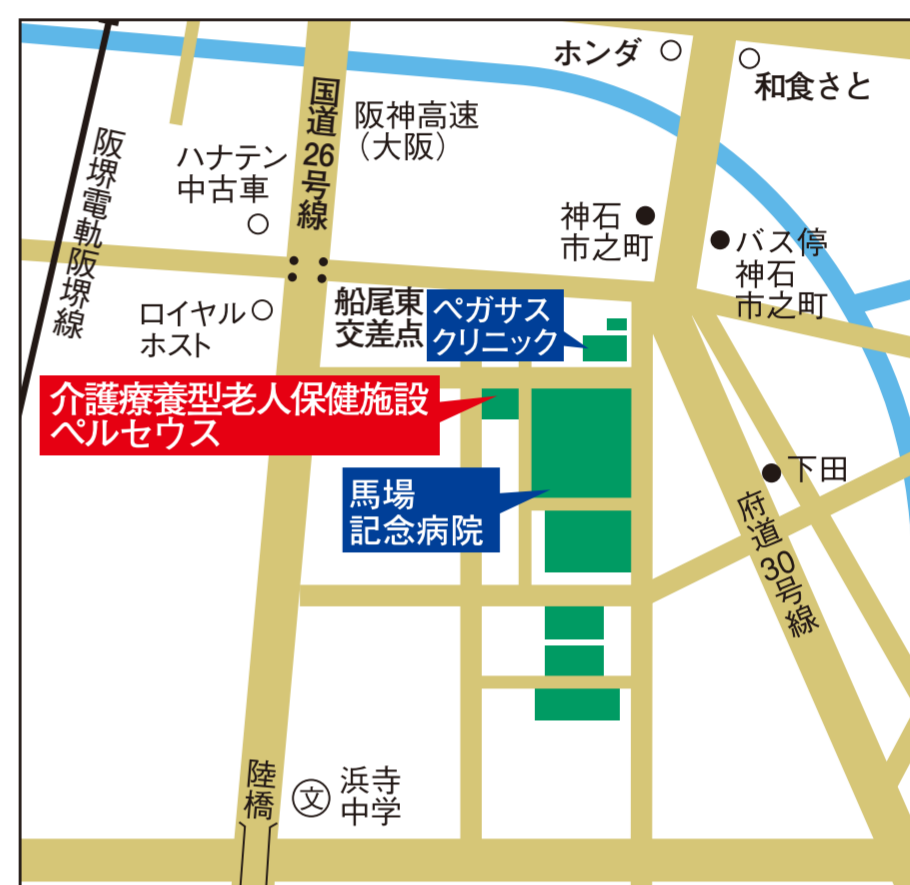 ホンダ
和食さと
国道26号線
阪神高速
（大阪）
阪堺電軌阪堺線
ハナテン
中古車
神石
市之町
バス停
神石
市之町
ロイヤル
ホスト
船尾東
交差点
ペガサス
クリニック
介護療養型老人保健施設
ペルセウス
馬場
記念病院
下田
府道30号線
陸橋
文
浜寺
中学